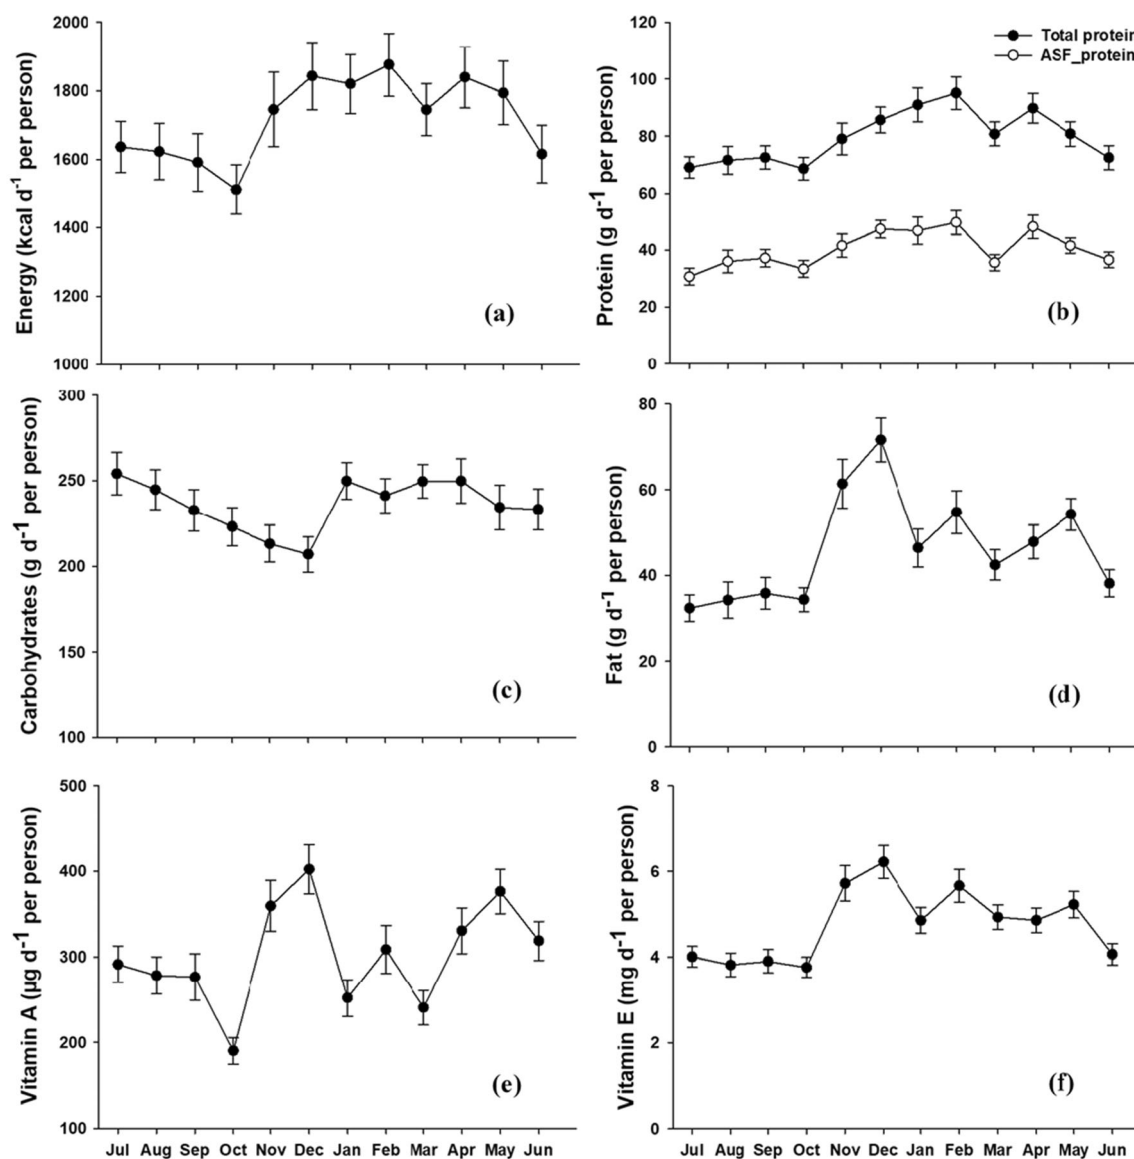 2000
1800
1600
1400
1200
1000
Energy (kcal d⁻¹ per person)
(a)
120
100
80
60
40
20
0
Protein (g d⁻¹ per person)
Total protein
ASF_protein
(b)
300
250
200
150
100
Carbohydrates (g d⁻¹ per person)
(c)
80
60
40
20
0
Fat (g d⁻¹ per person)
(d)
500
400
300
200
100
Vitamin A (µg d⁻¹ per person)
(e)
Jul Aug Sep Oct Nov Dec Jan Feb Mar Apr May Jun
8
6
4
2
0
Vitamin E (mg d⁻¹ per person)
(f)
Jul Aug Sep Oct Nov Dec Jan Feb Mar Apr May Jun